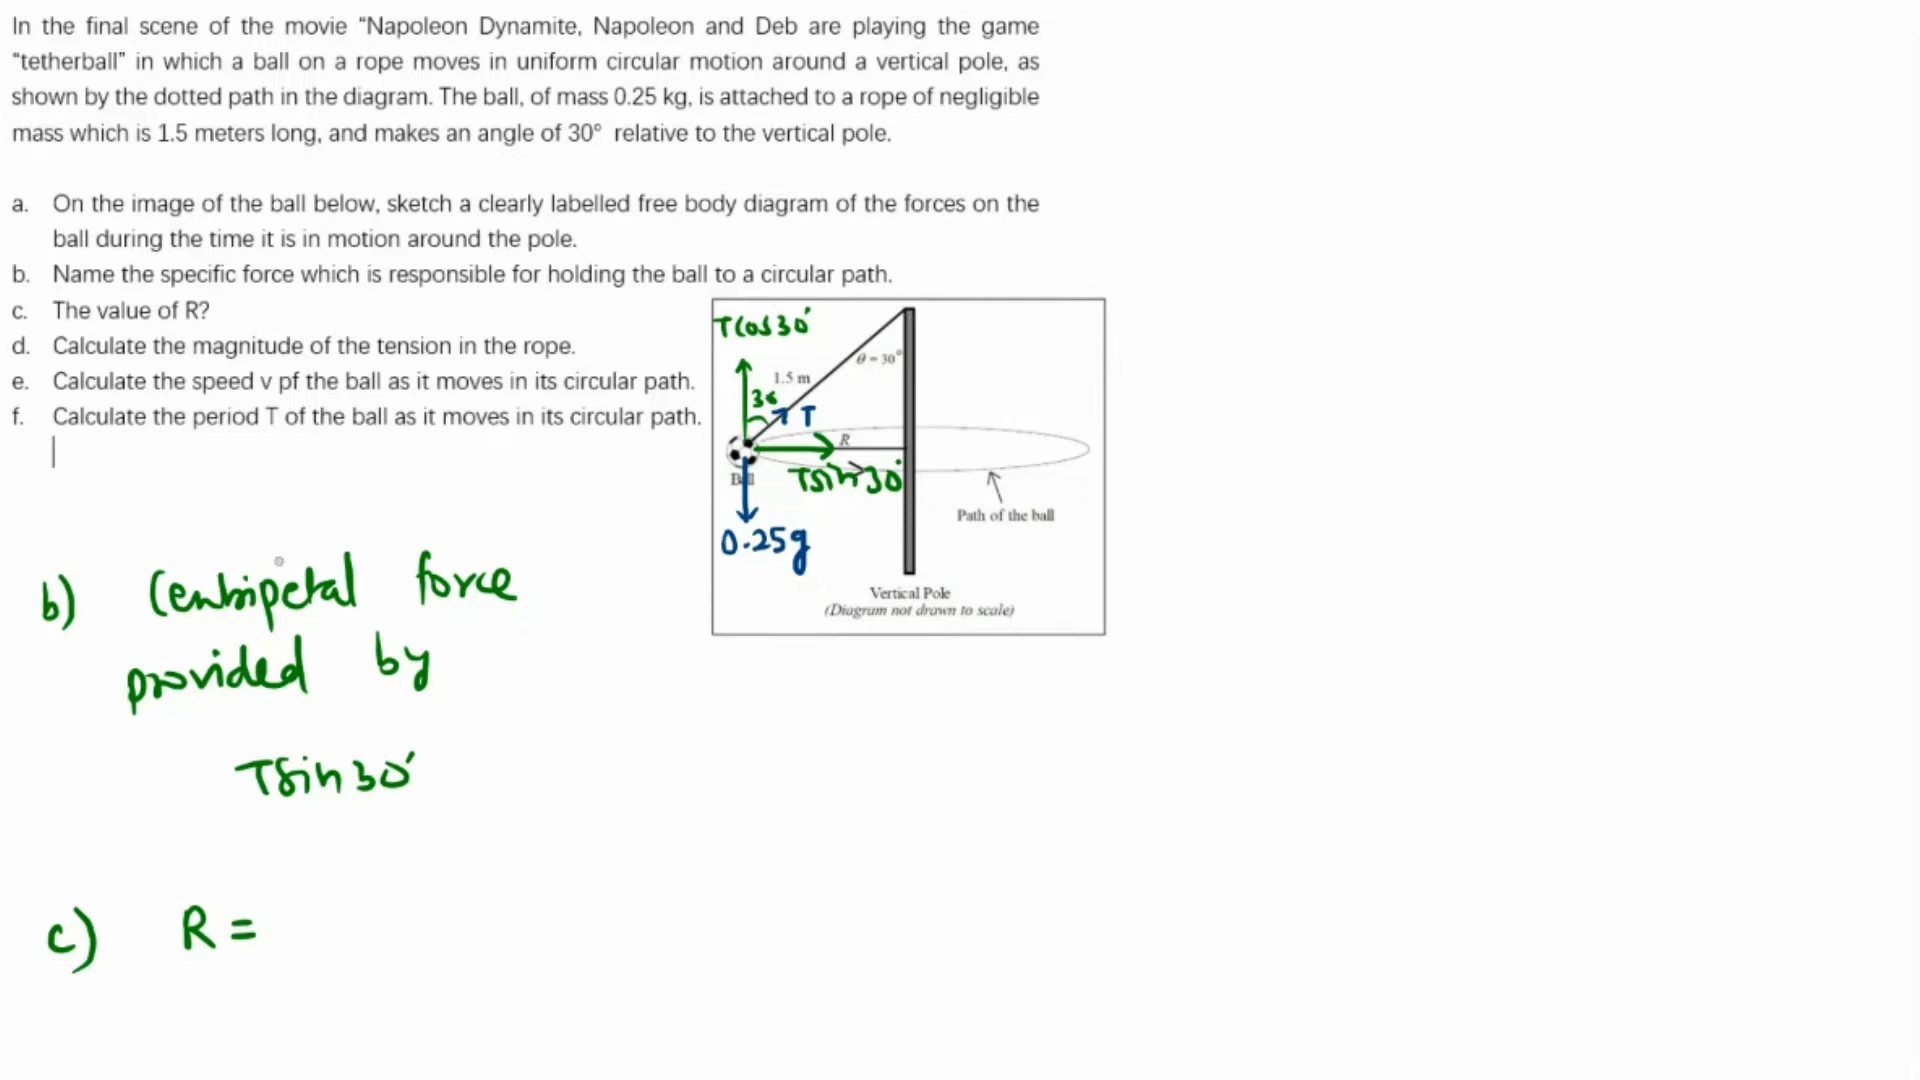 In the final scene of the movie “Napoleon Dynamite, Napoleon and Deb are playing the game
“tetherball” in which a ball on a rope moves in uniform circular motion around a vertical pole, as
shown by the dotted path in the diagram. The ball, of mass 0.25 kg, is attached to a rope of negligible
mass which is 1.5 meters long, and makes an angle of 30° relative to the vertical pole.
a. On the image of the ball below, sketch a clearly labelled free body diagram of the forces on the
ball during the time it is in motion around the pole.
b. Name the specific force which is responsible for holding the ball to a circular path.
c. The value of R?
d. Calculate the magnitude of the tension in the rope.
e. Calculate the speed v pf the ball as it moves in its circular path.
f. Calculate the period T of the ball as it moves in its circular path.
Tcos30°
θ = 30°
1.5 m
30
T
R
Ball
Tsin30°
Path of the ball
0.25g
Vertical Pole
(Diagram not drawn to scale)
b) Centripetal force
provided by
Tsin30°
c) R =